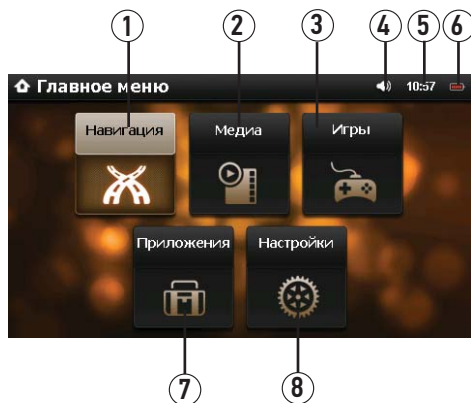 1 2 3 4 5 6
Главное меню 10:57
Навигация Медиа Игры
Приложения Настройки
7 8